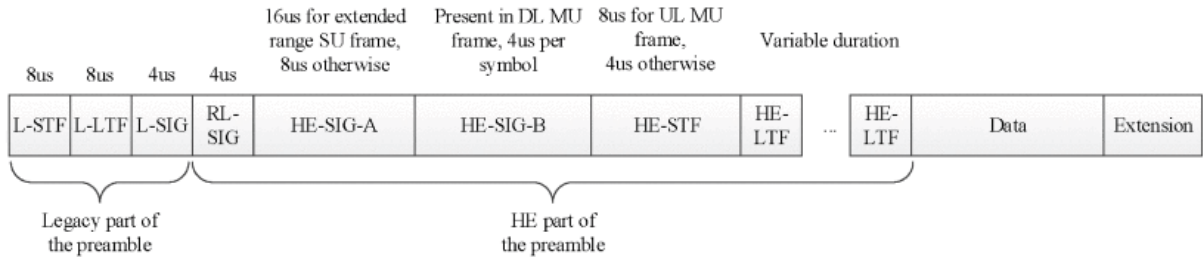 16us for extended
range SU frame,
8us otherwise
Present in DL MU
frame, 4us per
symbol
8us for UL MU
frame,
4us otherwise
Variable duration
8us 8us 4us 4us
L-STF L-LTF L-SIG RL-
SIG HE-SIG-A HE-SIG-B HE-STF HE-
LTF ... HE-
LTF Data Extension
Legacy part of
the preamble
HE part of
the preamble